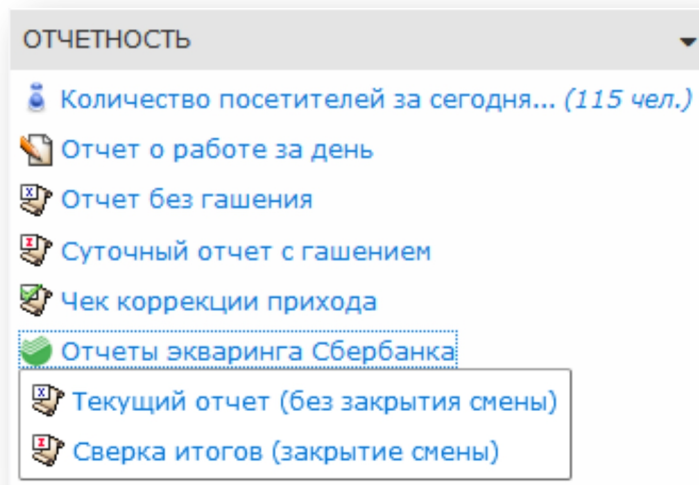 ОТЧЕТНОСТЬ
Количество посетителей за сегодня... (115 чел.)
Отчет о работе за день
Отчет без гашения
Суточный отчет с гашением
Чек коррекции прихода
Отчеты экваринга Сбербанка
Текущий отчет (без закрытия смены)
Сверка итогов (закрытие смены)